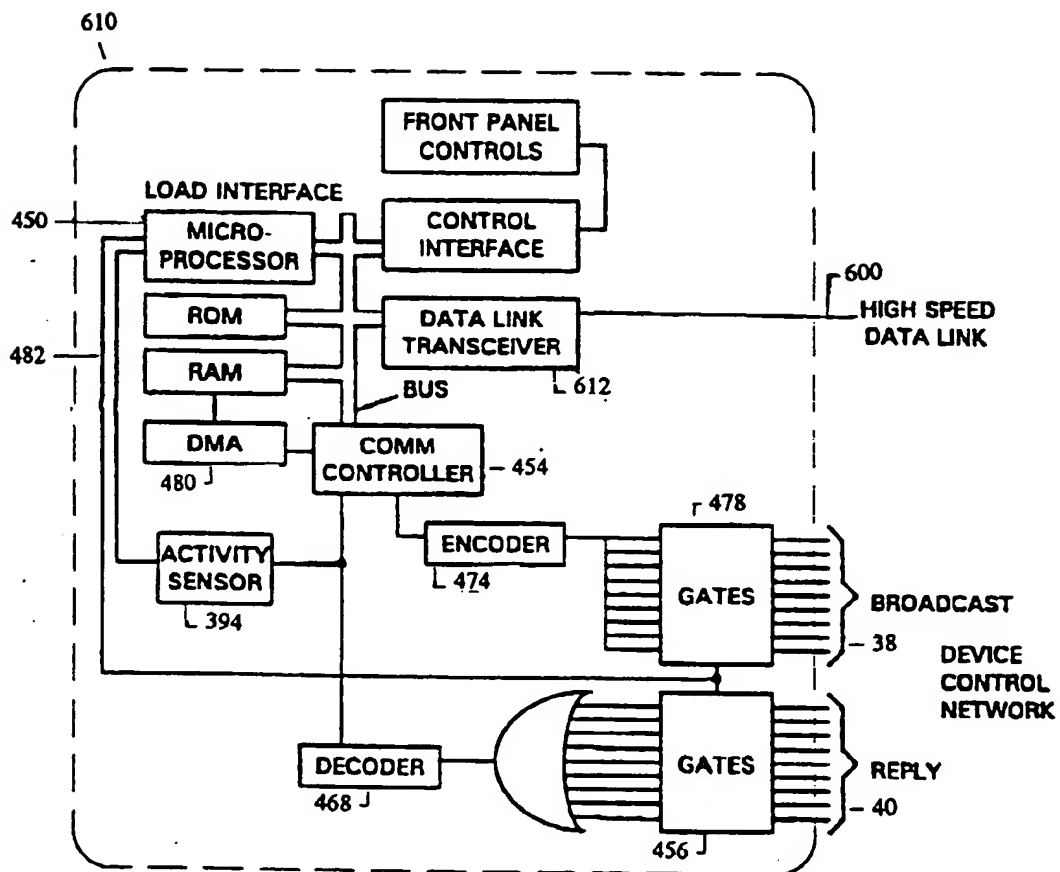 610
FRONT PANEL
CONTROLS
LOAD INTERFACE
450
MICRO-
PROCESSOR
CONTROL
INTERFACE
600
HIGH SPEED
DATA LINK
ROM
DATA LINK
TRANSCEIVER
482
RAM
612
BUS
DMA
480
COMM
CONTROLLER
454
478
ACTIVITY
SENSOR
394
ENCODER
474
GATES
BROADCAST
38
DEVICE
CONTROL
NETWORK
DECODER
468
GATES
REPLY
40
456